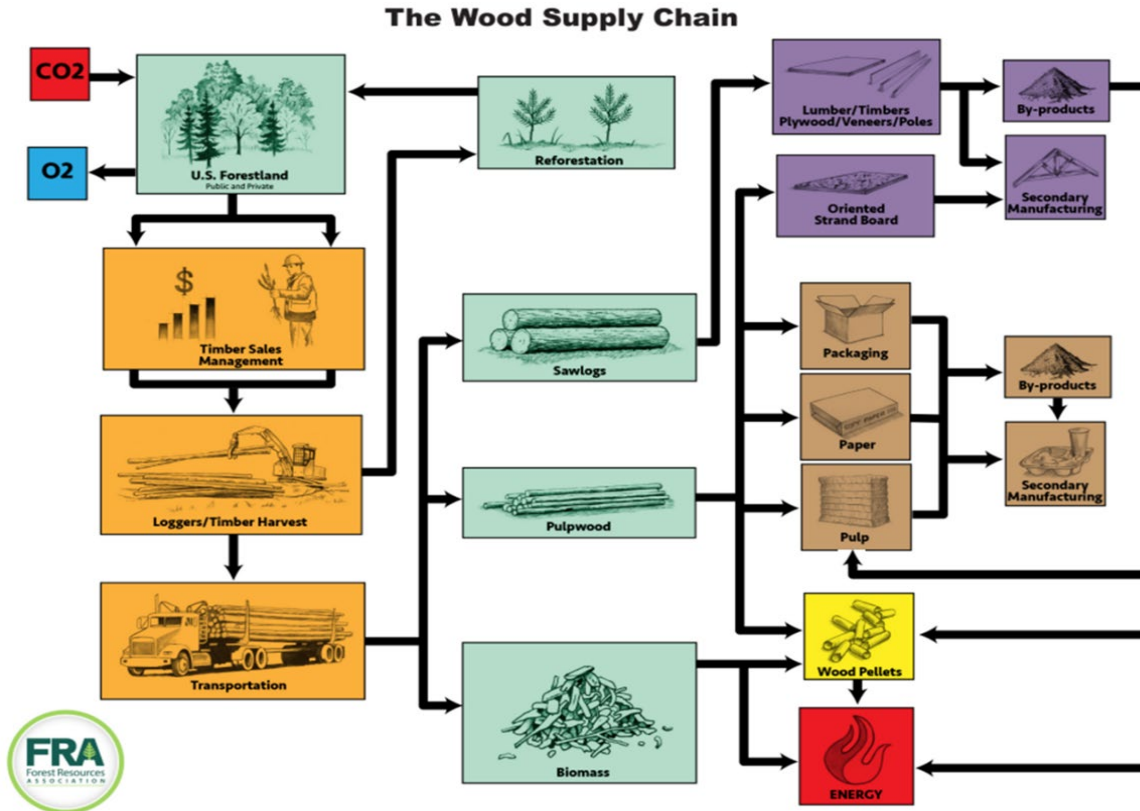 The Wood Supply Chain
CO2
O2
U.S. Forestland
Public and Private
Reforestation
Lumber/Timbers
Plywood/Veneers/Poles
By-products
Oriented
Strand Board
Secondary
Manufacturing
$
Timber Sales
Management
Sawlogs
Packaging
By-products
Paper
Secondary
Manufacturing
Loggers/Timber Harvest
Pulpwood
Pulp
Transportation
Biomass
Wood Pellets
ENERGY
FRA
Forest Resources
ASSOCIATION